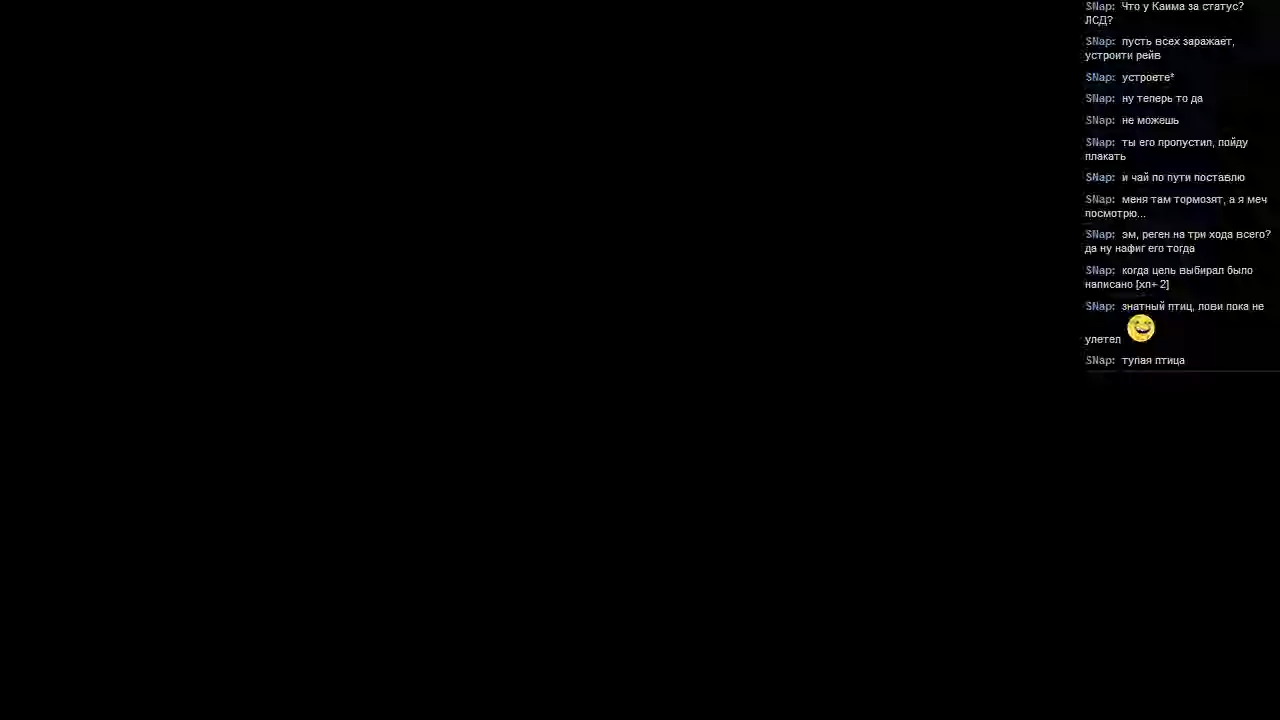 SNap: Что у Каима за статус?
ЛСД?
SNap: пусть всех заражает,
устроити рейв
SNap: устроете*
SNap: ну теперь то да
SNap: не можешь
SNap: ты его пропустил, пойду
плакать
SNap: и чай по пути поставлю
SNap: меня там тормозят, а я меч
посмотрю...
SNap: эм, реген на три хода всего?
да ну нафиг его тогда
SNap: когда цель выбирал было
написано [хп+ 2]
SNap: знатный птиц, лови пока не
улетел
SNap: тупая птица